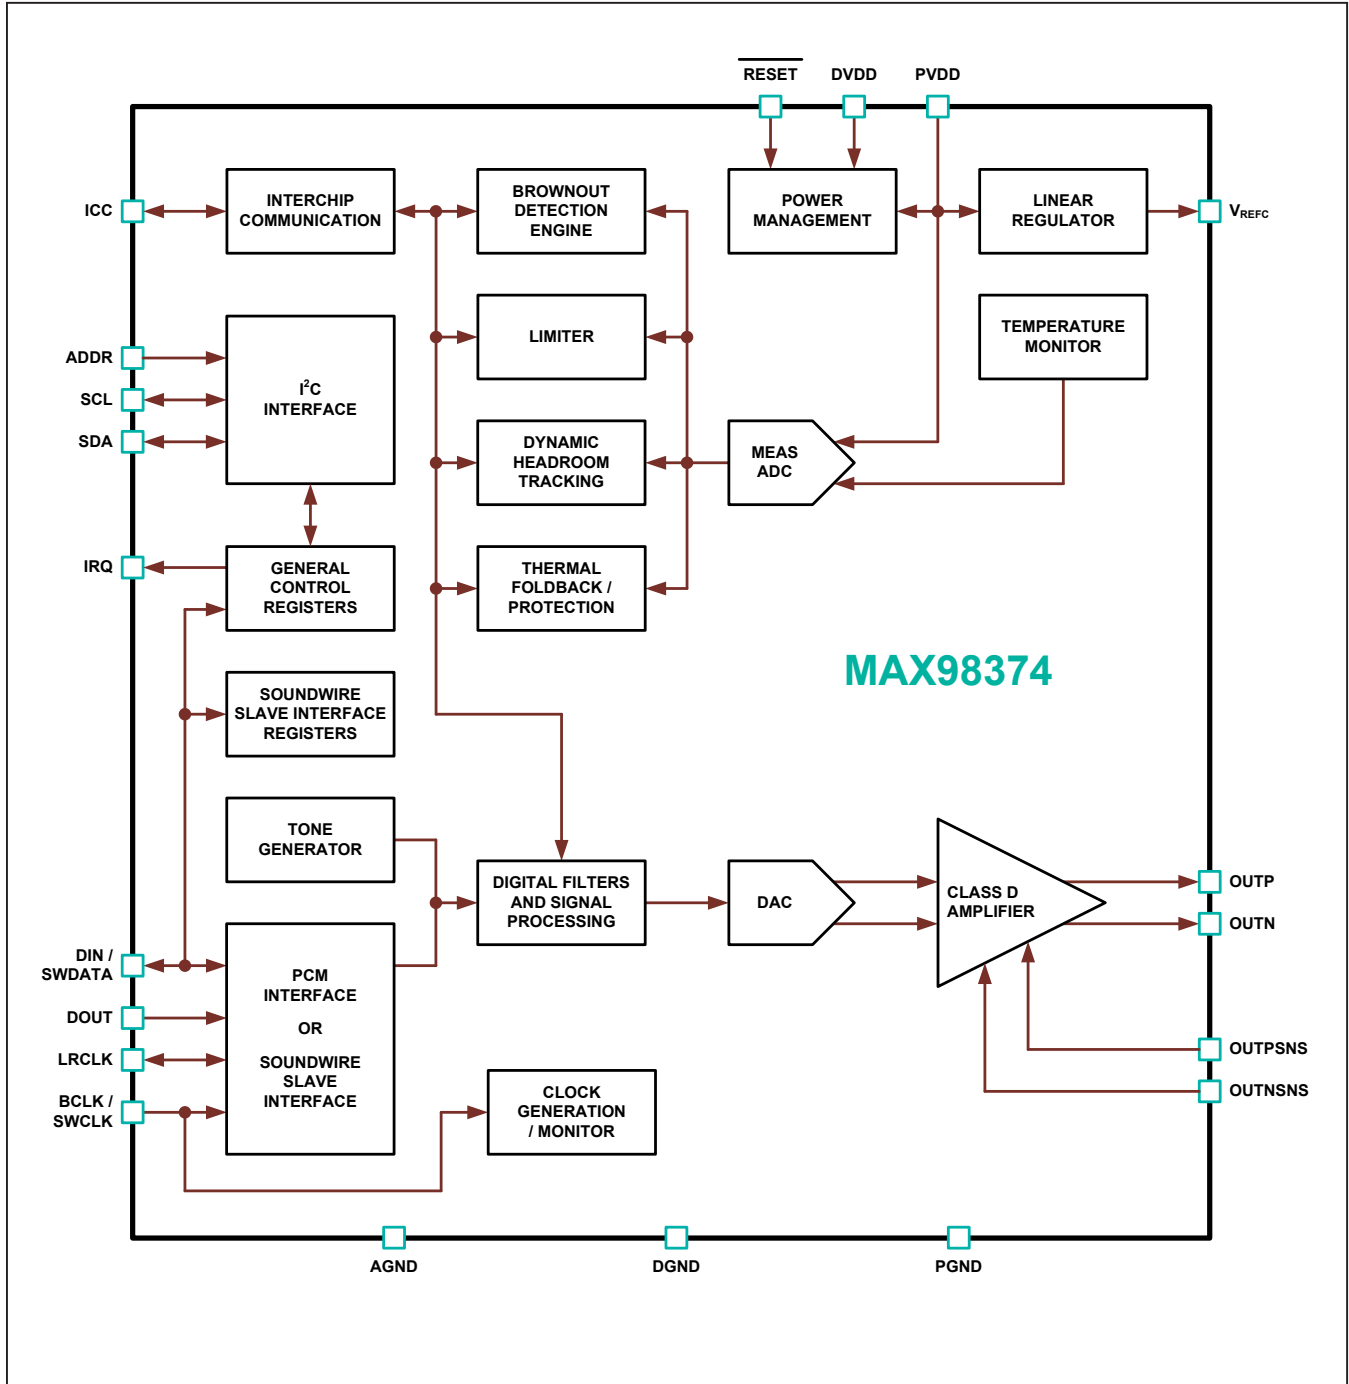 RESET
DVDD
PVDD
ICC
INTERCHIP
COMMUNICATION
BROWNOUT
DETECTION
ENGINE
POWER
MANAGEMENT
LINEAR
REGULATOR
VREFC
LIMITER
TEMPERATURE
MONITOR
ADDR
SCL
SDA
I2C
INTERFACE
DYNAMIC
HEADROOM
TRACKING
MEAS
ADC
IRQ
GENERAL
CONTROL
REGISTERS
THERMAL
FOLDBACK /
PROTECTION
MAX98374
SOUNDWIRE
SLAVE INTERFACE
REGISTERS
TONE
GENERATOR
DIGITAL FILTERS
AND SIGNAL
PROCESSING
DAC
CLASS D
AMPLIFIER
OUTP
OUTN
DIN /
SWDATA
DOUT
LRCLK
BCLK /
SWCLK
PCM
INTERFACE
OR
SOUNDWIRE
SLAVE
INTERFACE
CLOCK
GENERATION
/ MONITOR
OUTPSNS
OUTNSNS
AGND
DGND
PGND